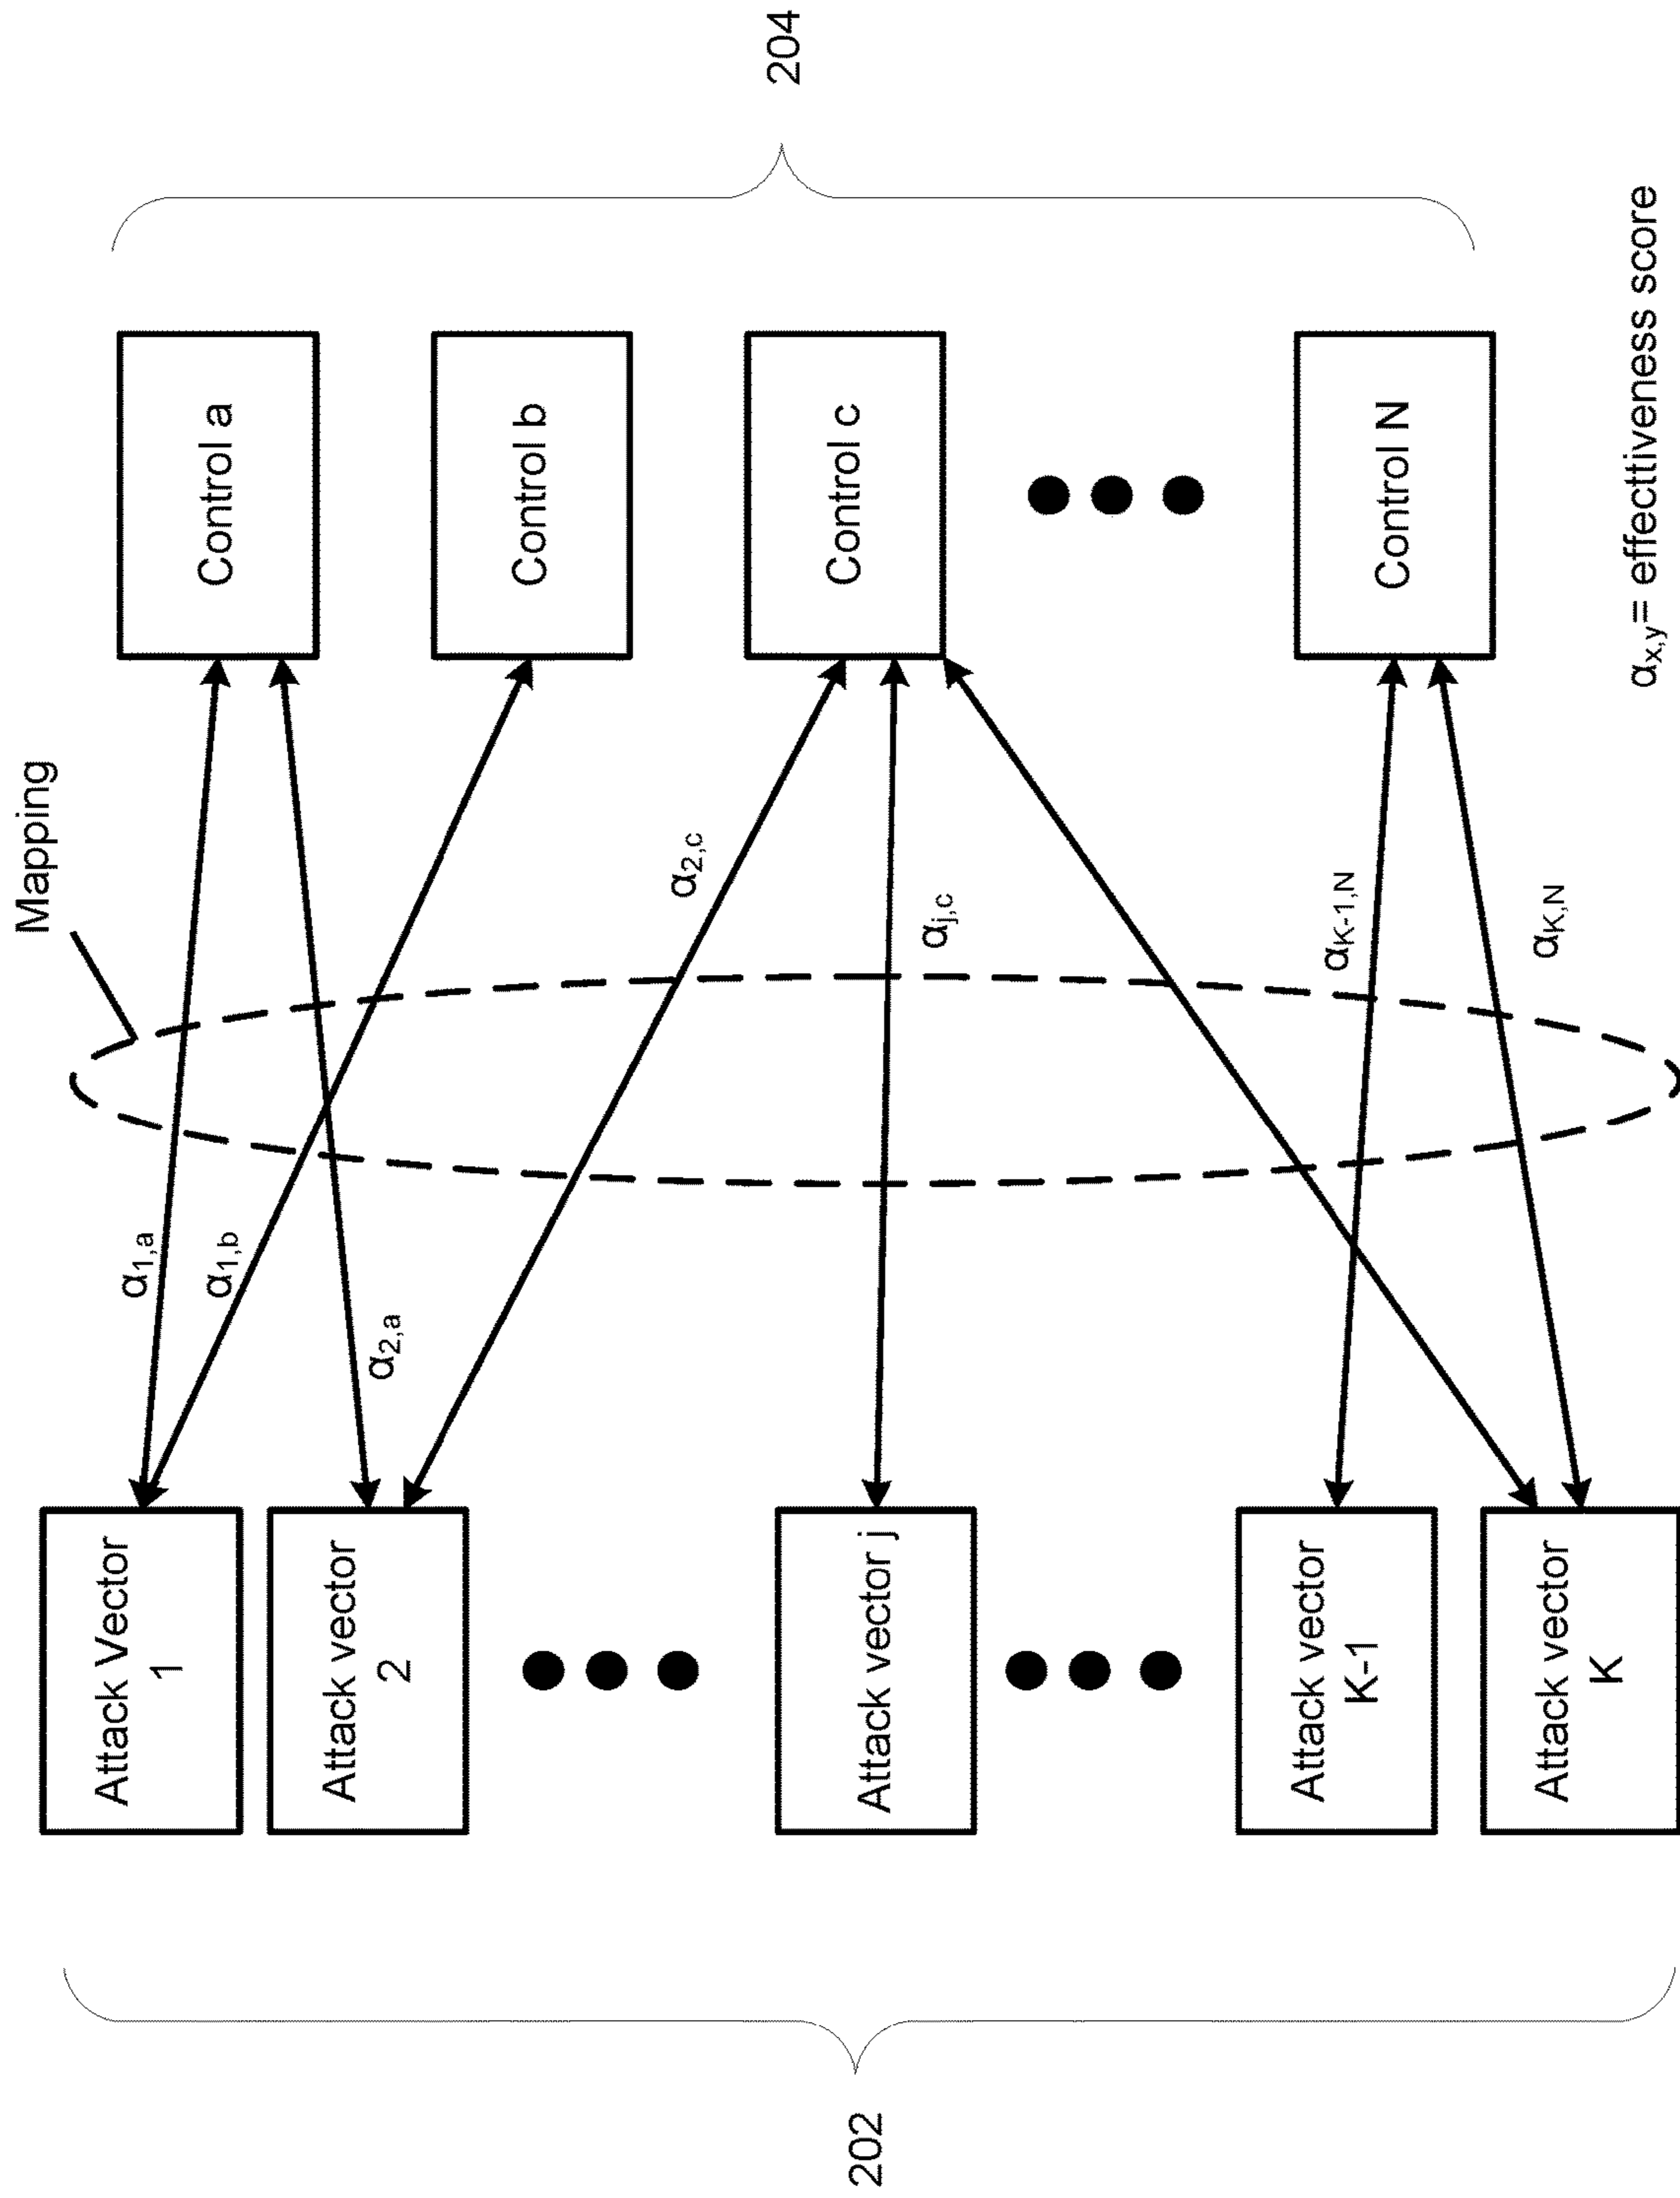 Mapping
Attack Vector
1
Attack vector
2
Attack vector j
Attack vector
K-1
Attack vector
K
202
α1,a
α1,b
α2,a
α2,c
αj,c
αK-1,N
αK,N
Control a
Control b
Control c
Control N
204
αx,y= effectiveness score